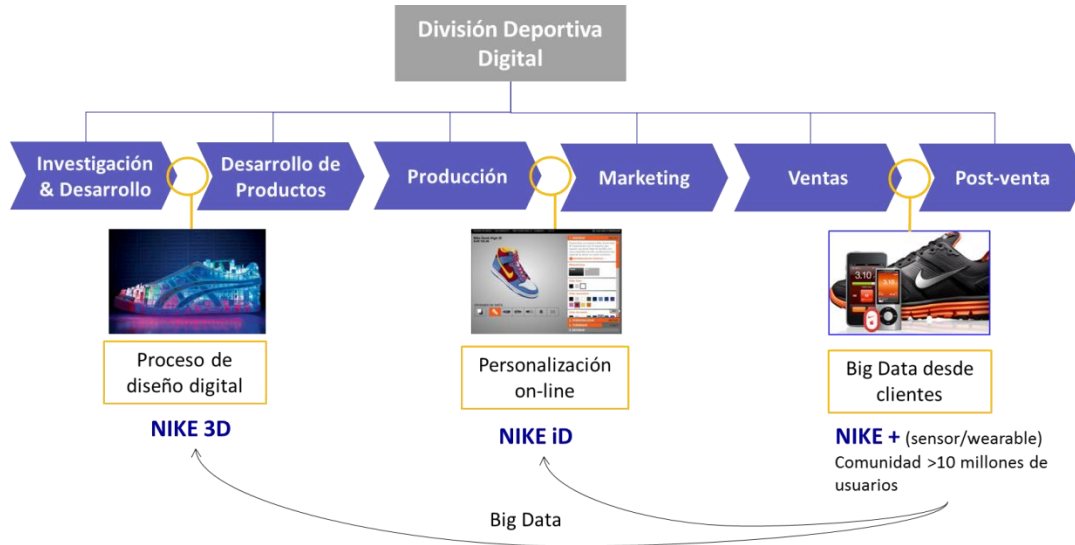 División Deportiva
Digital
Investigación
& Desarrollo
Desarrollo de
Productos
Producción
Marketing
Ventas
Post-venta
3.10
Proceso de
diseño digital
Personalización
on-line
Big Data desde
clientes
NIKE 3D
NIKE iD
NIKE + (sensor/wearable)
Comunidad >10 millones de
usuarios
Big Data